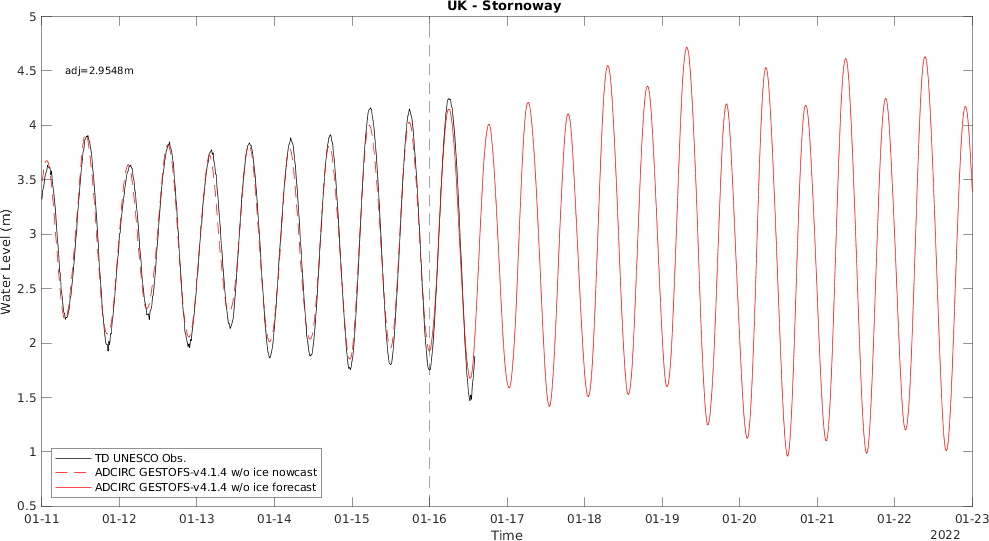 UK - Stornoway
adj=2.9548m
Water Level (m)
5
4.5
4
3.5
3
2.5
2
1.5
1
0.5
TD UNESCO Obs.
ADCIRC GESTOFS-v4.1.4 w/o ice nowcast
ADCIRC GESTOFS-v4.1.4 w/o ice forecast
01-11 01-12 01-13 01-14 01-15 01-16 01-17 01-18 01-19 01-20 01-21 01-22 01-23
Time
2022